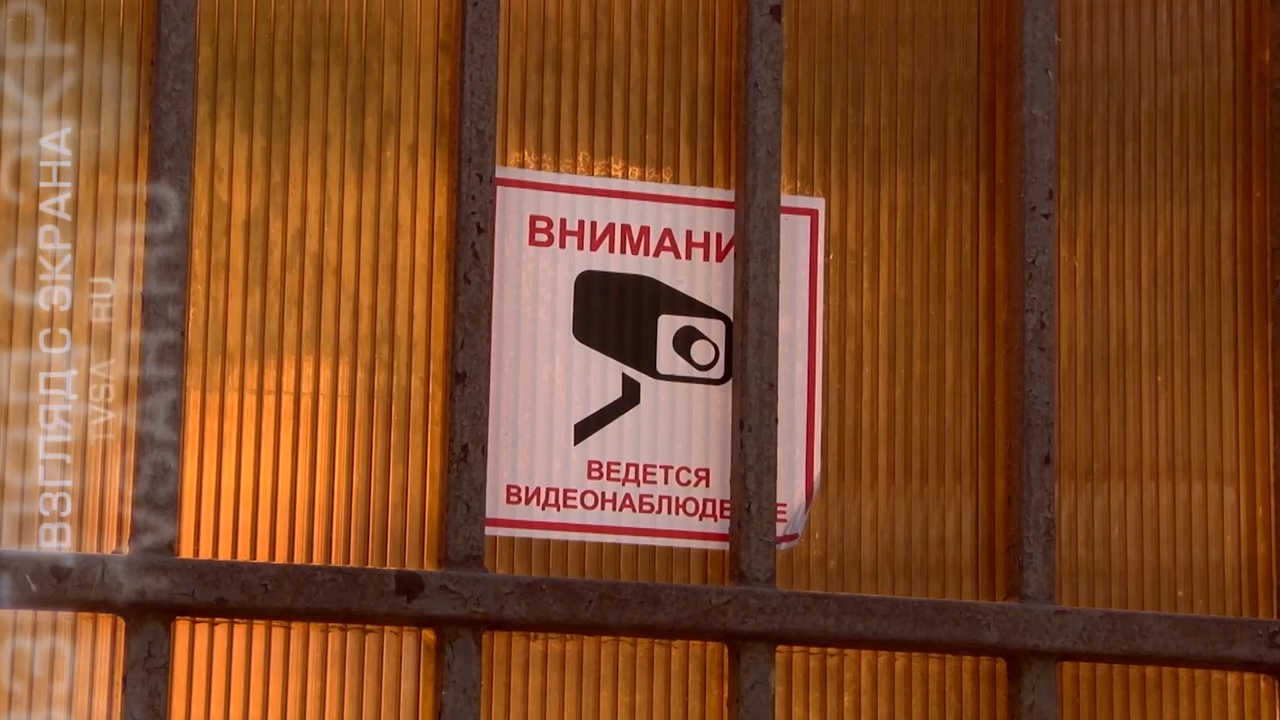 ВНИМАНИ
ВЕДЕТСЯ
ВИДЕОНАБЛЮДЕ Е
ВЗГЛЯД С ЭКРАНА
TVSA.RU